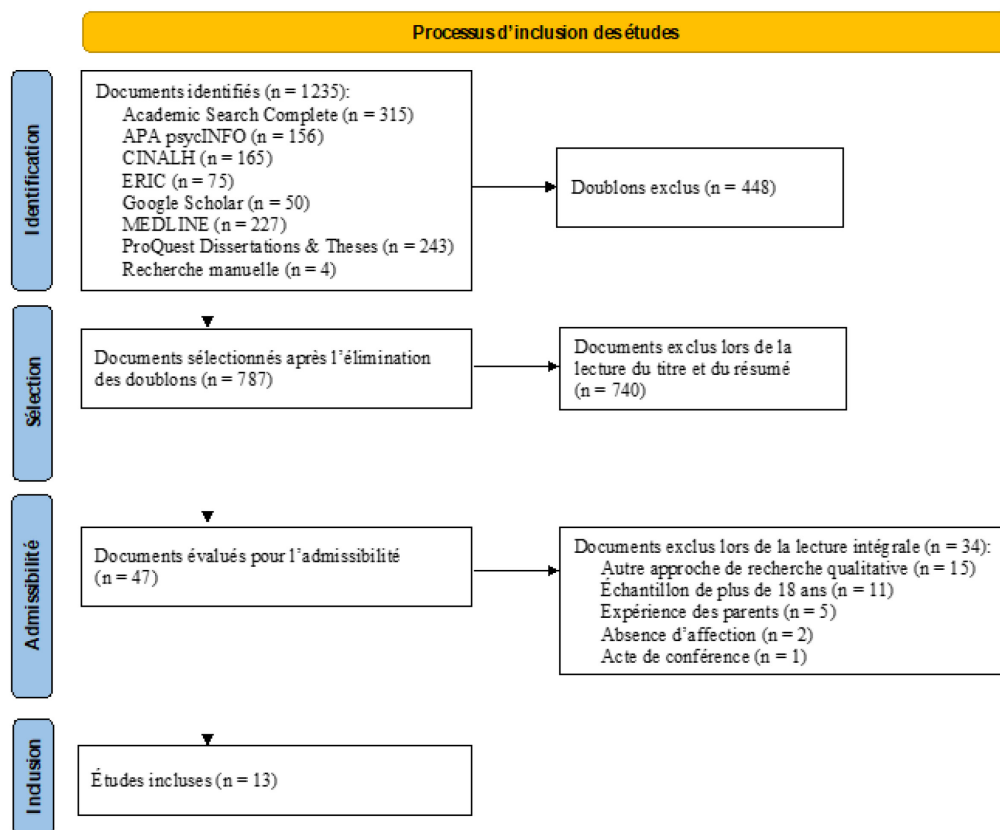 Processus d'inclusion des études
Identification
Documents identifiés (n = 1235):
Academic Search Complete (n = 315)
APA psycINFO (n = 156)
CINALH (n = 165)
ERIC (n = 75)
Google Scholar (n = 50)
MEDLINE (n = 227)
ProQuest Dissertations & Theses (n = 243)
Recherche manuelle (n = 4)
Doublons exclus (n = 448)
Sélection
Documents sélectionnés après l'élimination
des doublons (n = 787)
Documents exclus lors de la
lecture du titre et du résumé
(n = 740)
Admissibilité
Documents évalués pour l'admissibilité
(n = 47)
Documents exclus lors de la lecture intégrale (n = 34):
Autre approche de recherche qualitative (n = 15)
Échantillon de plus de 18 ans (n = 11)
Expérience des parents (n = 5)
Absence d'affection (n = 2)
Acte de conférence (n = 1)
Inclusion
Études incluses (n = 13)